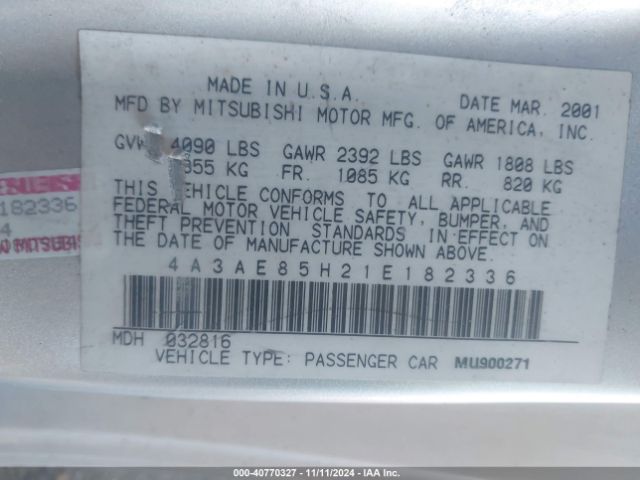 MADE IN U.S.A.
DATE MAR. 2001
MFD BY MITSUBISHI MOTOR MFG. OF AMERICA, INC.
4090 LBS GAWR 2392 LBS GAWR 1808 LBS
855 KG FR. 1085 KG RR. 820 KG
THIS VEHICLE CONFORMS TO ALL APPLICABLE
FEDERAL MOTOR VEHICLE SAFETY, BUMPER, AND
THEFT PREVENTION STANDARDS IN EFFECT ON
THE DATE OF MANUFACTURE SHOWN ABOVE.
4A3AE85H21E182336
MDH 032816
VEHICLE TYPE: PASSENGER CAR MU900271
182336
4
MITSUBIS
000-40770327 - 11/11/2024 - IAA Inc.